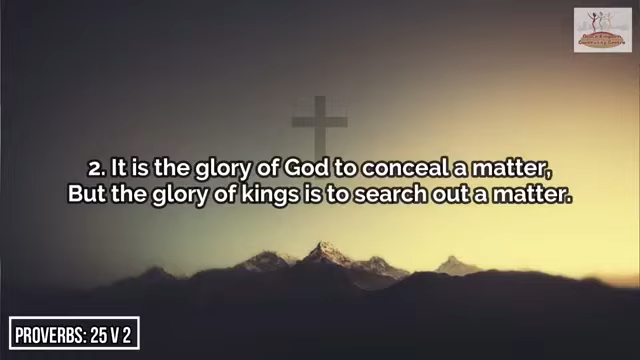 2. It is the glory of God to conceal a matter,
But the glory of kings is to search out a matter.
PROVERBS: 25 V 2